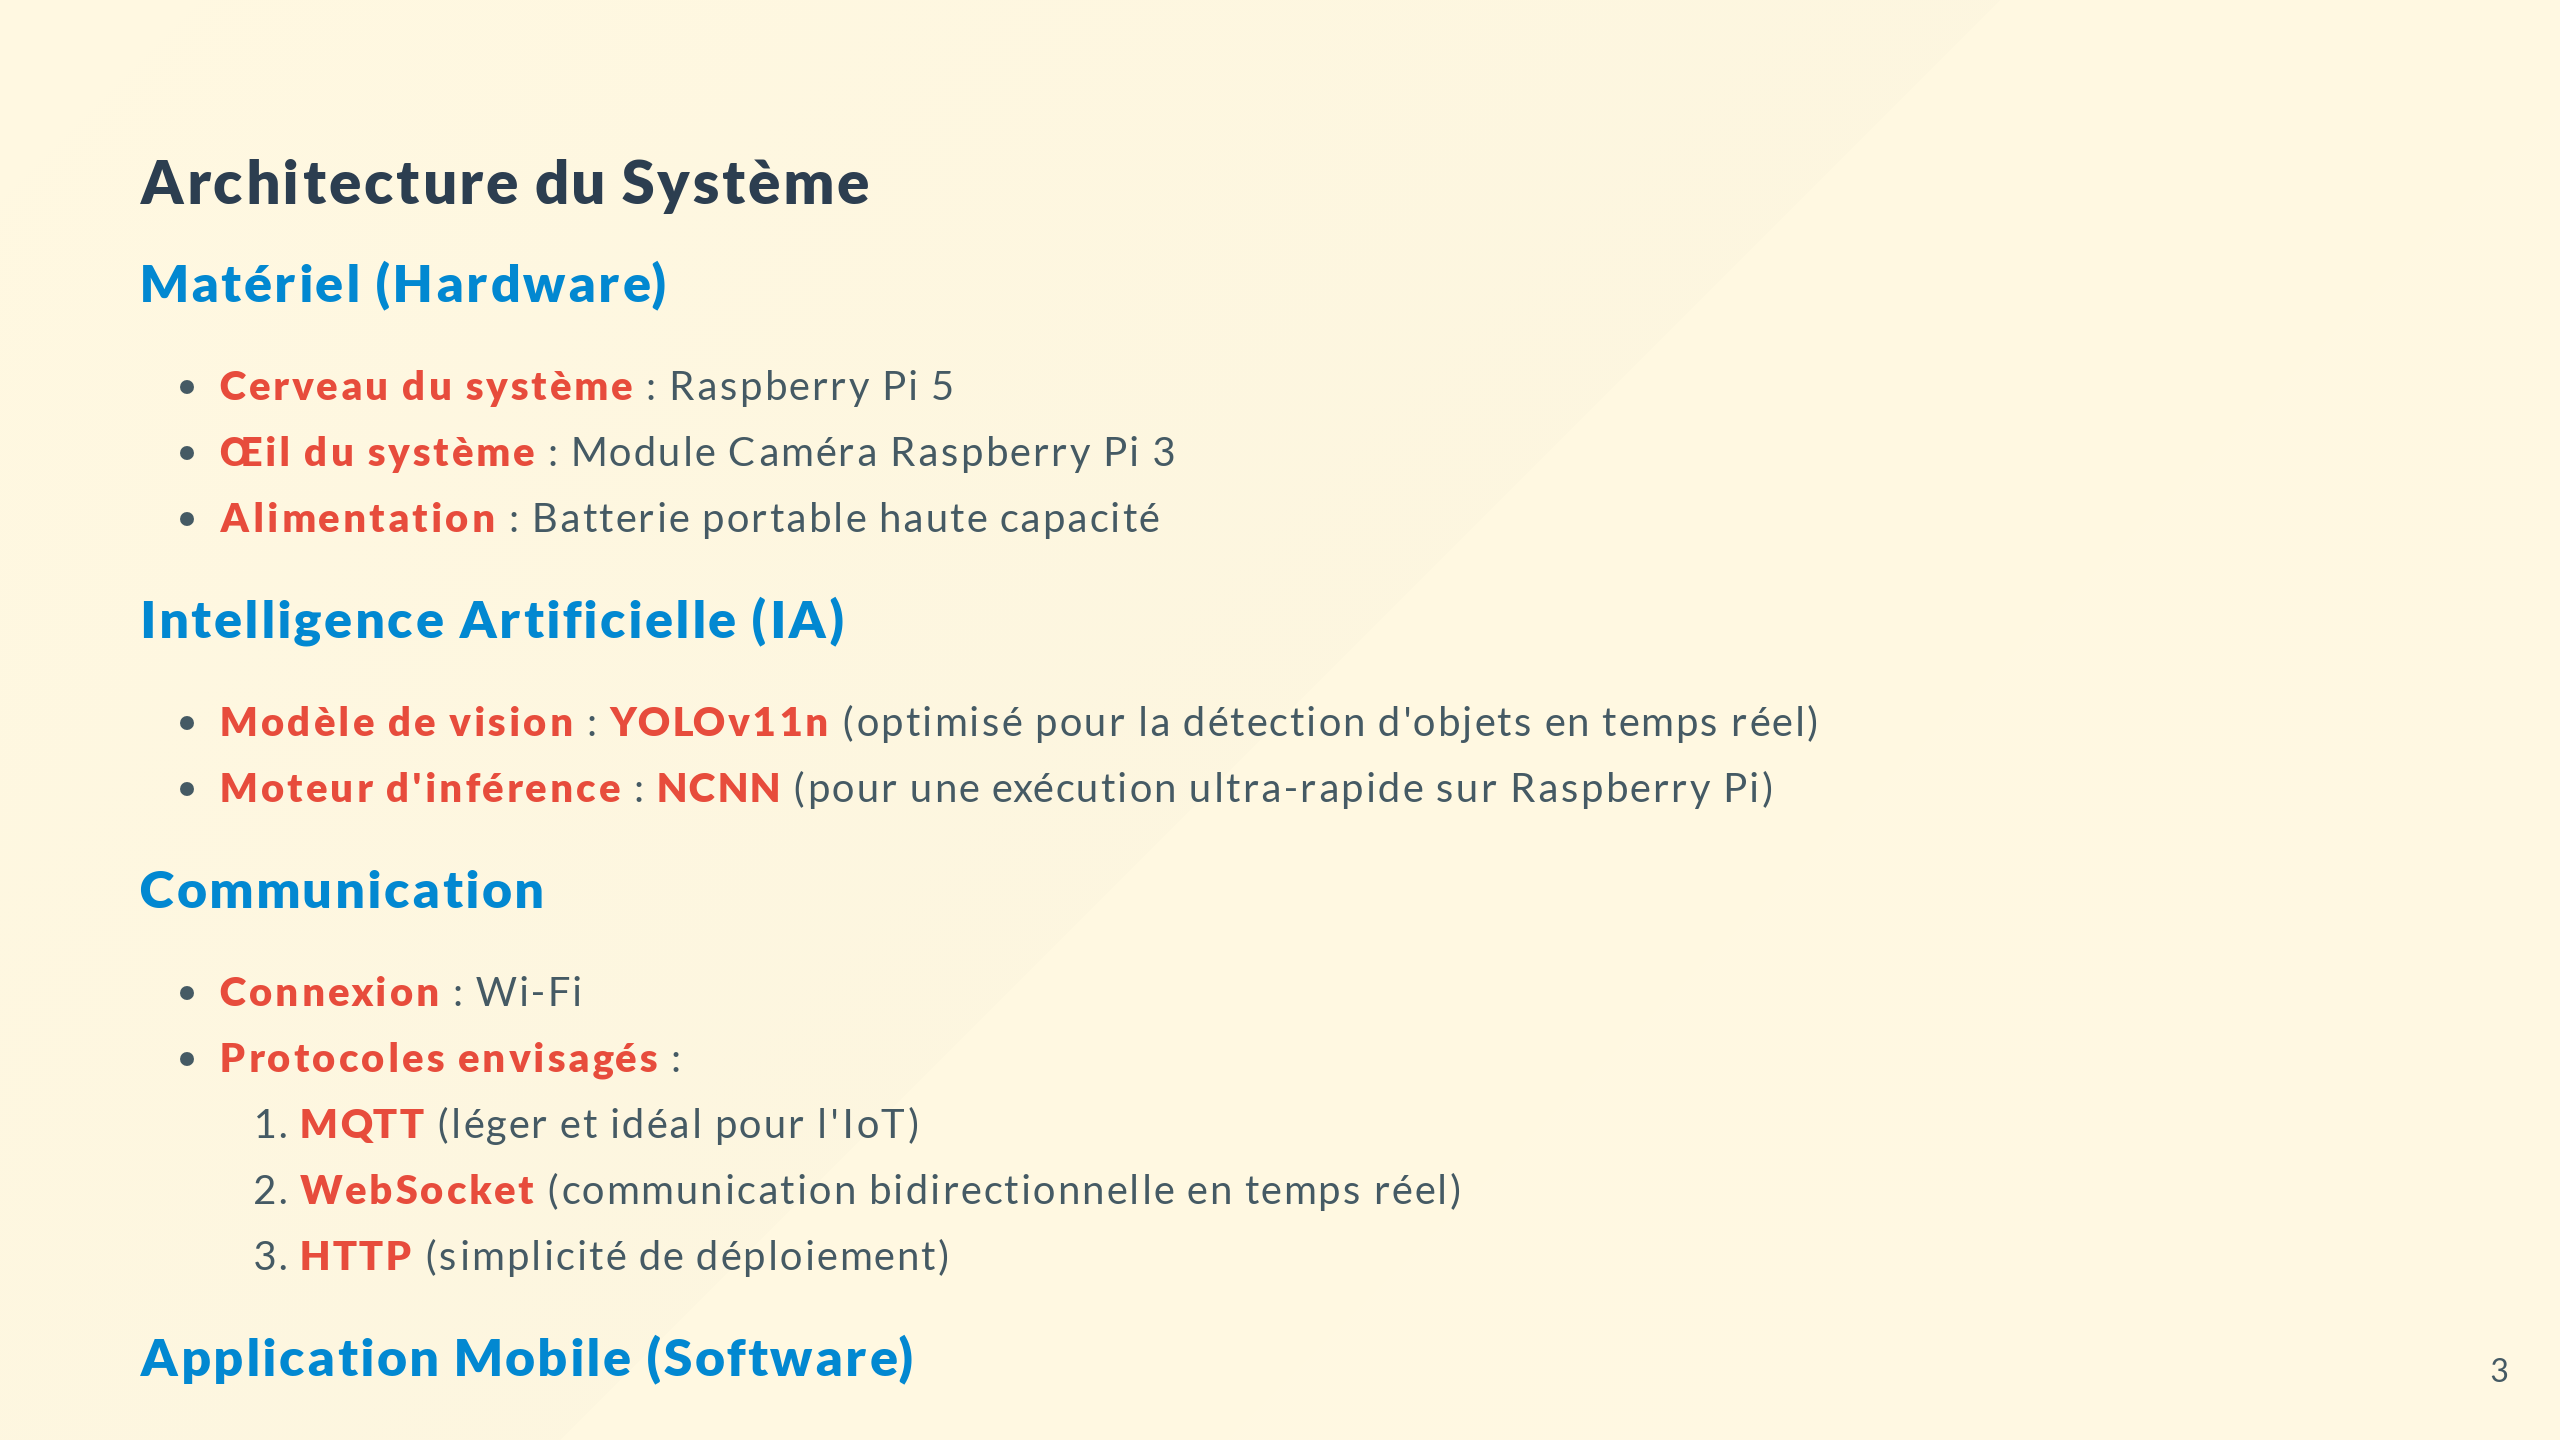 Architecture du Système
Matériel (Hardware)
• Cerveau du système : Raspberry Pi 5
• Œil du système : Module Caméra Raspberry Pi 3
• Alimentation : Batterie portable haute capacité
Intelligence Artificielle (IA)
• Modèle de vision : YOLOv11n (optimisé pour la détection d'objets en temps réel)
• Moteur d'inférence : NCNN (pour une exécution ultra-rapide sur Raspberry Pi)
Communication
• Connexion : Wi-Fi
• Protocoles envisagés :
1. MQTT (léger et idéal pour l'IoT)
2. WebSocket (communication bidirectionnelle en temps réel)
3. HTTP (simplicité de déploiement)
Application Mobile (Software)
3